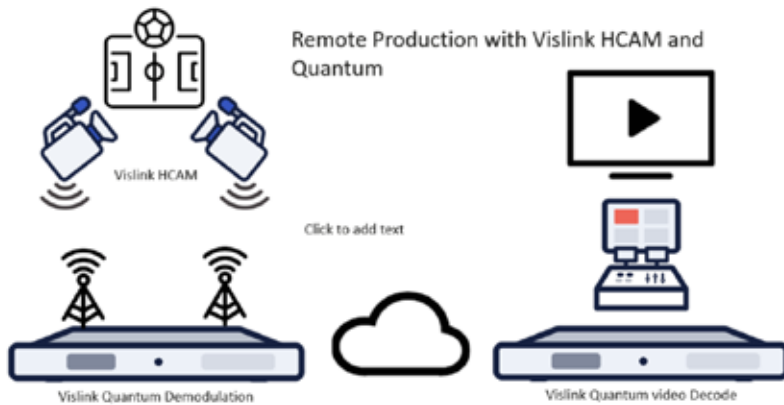 Remote Production with Vislink HCAM and
Quantum
Vislink HCAM
Click to add text
Vislink Quantum Demodulation
Vislink Quantum video Decode